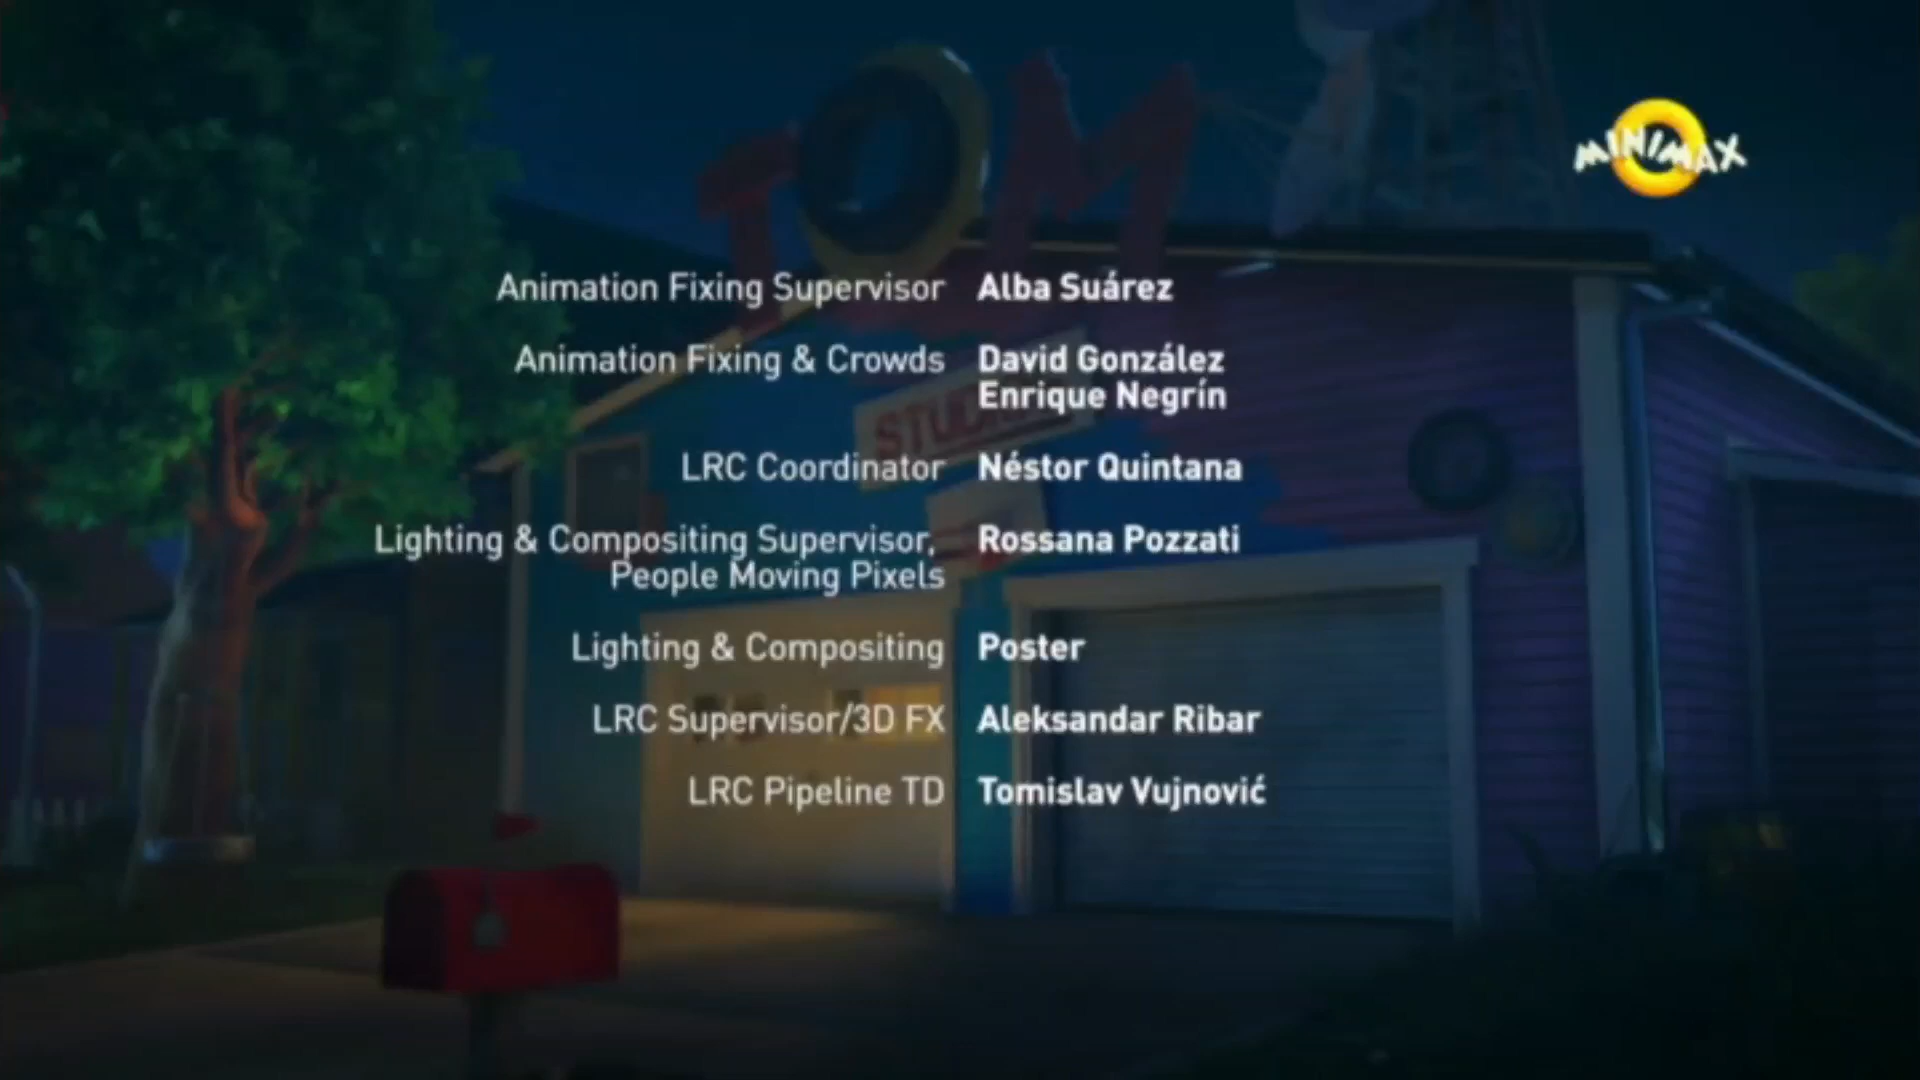 TOM
MINIMAX
Animation Fixing Supervisor Alba Suárez
Animation Fixing & Crowds David González
Enrique Negrín
LRC Coordinator Néstor Quintana
Lighting & Compositing Supervisor, Rossana Pozzati
People Moving Pixels
Lighting & Compositing Poster
LRC Supervisor/3D FX Aleksandar Ribar
LRC Pipeline TD Tomislav Vujnović